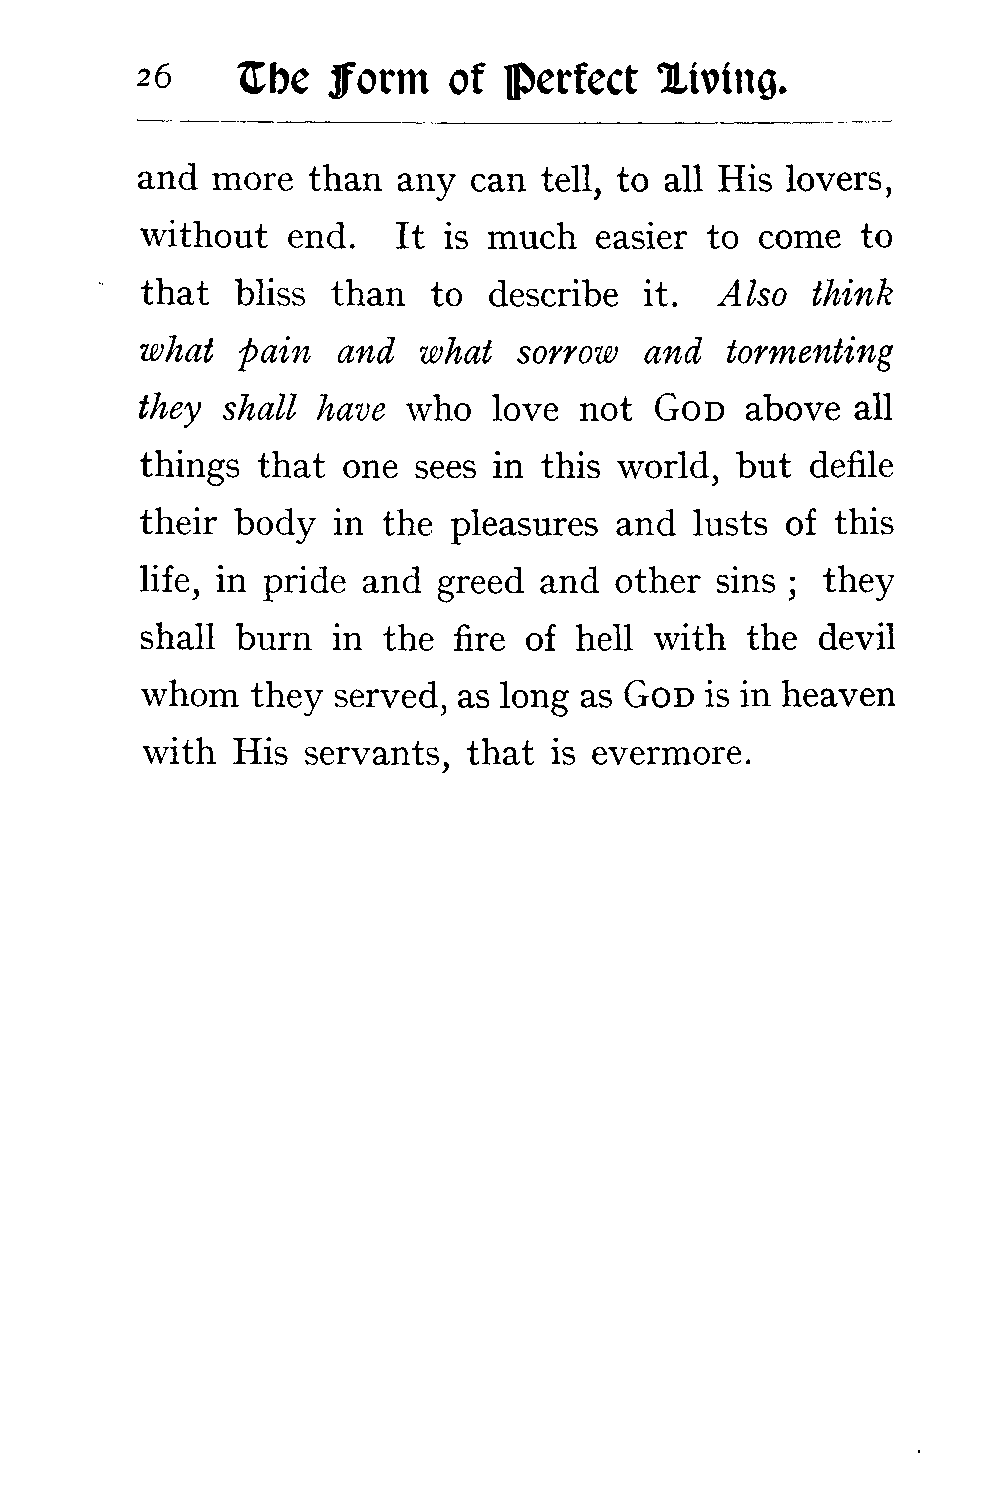 26 The Form of Perfect Living.
and more than any can tell, to all His lovers,
without end. It is much easier to come to
that bliss than to describe it. Also think
what pain and what sorrow and tormenting
they shall have who love not GOD above all
things that one sees in this world, but defile
their body in the pleasures and lusts of this
life, in pride and greed and other sins ; they
shall burn in the fire of hell with the devil
whom they served, as long as GOD is in heaven
with His servants, that is evermore.